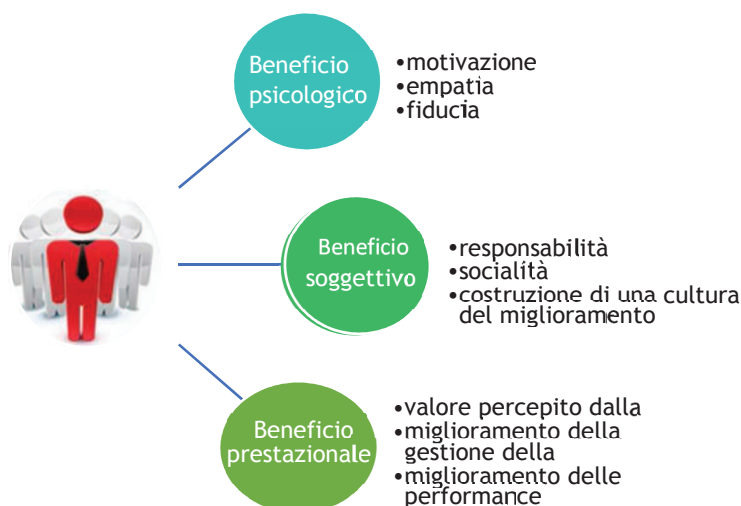 Beneficio
psicologico
•motivazione
•empatia
•fiducia
Beneficio
soggettivo
•responsabilità
•socialità
•costruzione di una cultura
del miglioramento
Beneficio
prestazionale
•valore percepito dalla
•miglioramento della
gestione della
•miglioramento delle
performance